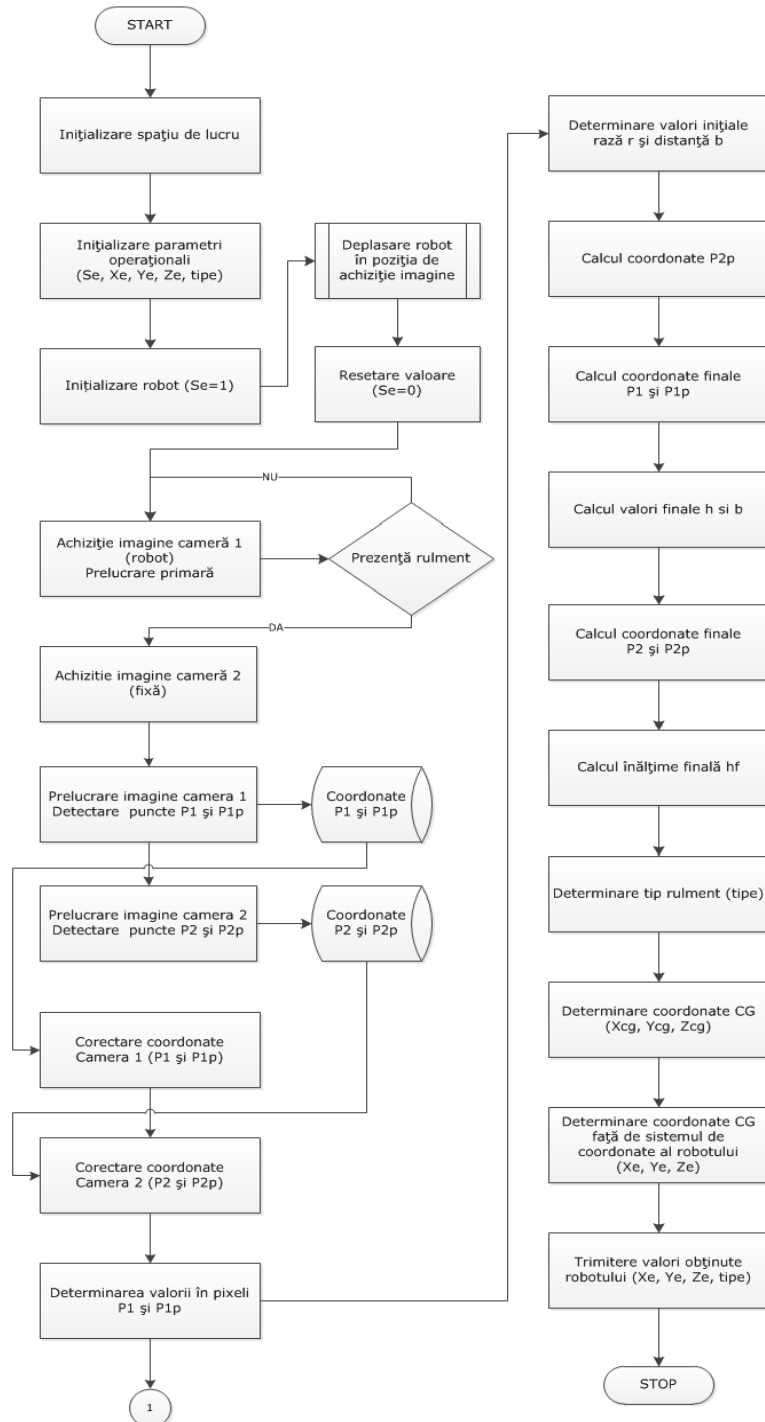 START
Iniţializare spaţiu de lucru
Iniţializare parametri
operaţionali
(Se, Xe, Ye, Ze, tipe)
Iniţializare robot (Se=1)
Deplasare robot
în poziţia de
achiziţie imagine
Resetare valoare
(Se=0)
NU
Achiziţie imagine cameră 1
(robot)
Prelucrare primară
Prezenţă rulment
DA
Achizitie imagine cameră 2
(fixă)
Prelucrare imagine camera 1
Detectare puncte P1 şi P1p
Coordonate
P1 şi P1p
Prelucrare imagine camera 2
Detectare puncte P2 şi P2p
Coordonate
P2 şi P2p
Corectare coordonate
Camera 1 (P1 şi P1p)
Corectare coordonate
Camera 2 (P2 şi P2p)
Determinarea valorii în pixeli
P1 şi P1p
1
Determinare valori iniţiale
rază r şi distanţă b
Calcul coordonate P2p
Calcul coordonate finale
P1 şi P1p
Calcul valori finale h si b
Calcul coordonate finale
P2 şi P2p
Calcul înălţime finală hf
Determinare tip rulment (tipe)
Determinare coordonate CG
(Xcg, Ycg, Zcg)
Determinare coordonate CG
faţă de sistemul de
coordonate al robotului
(Xe, Ye, Ze)
Trimitere valori obţinute
robotului (Xe, Ye, Ze, tipe)
STOP